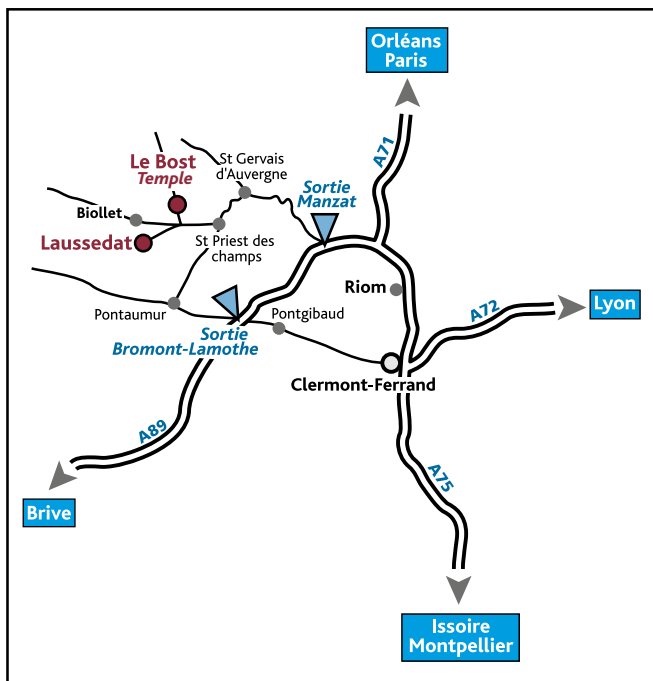 Orléans
Paris
A71
St Gervais
d'Auvergne
Le Bost
Temple
Sortie
Manzat
Biollet
Laussedat
St Priest des
champs
Riom
A72
Lyon
Pontaumur
Pontgibaud
Sortie
Bromont-Lamothe
Clermont-Ferrand
A89
A75
Brive
Issoire
Montpellier